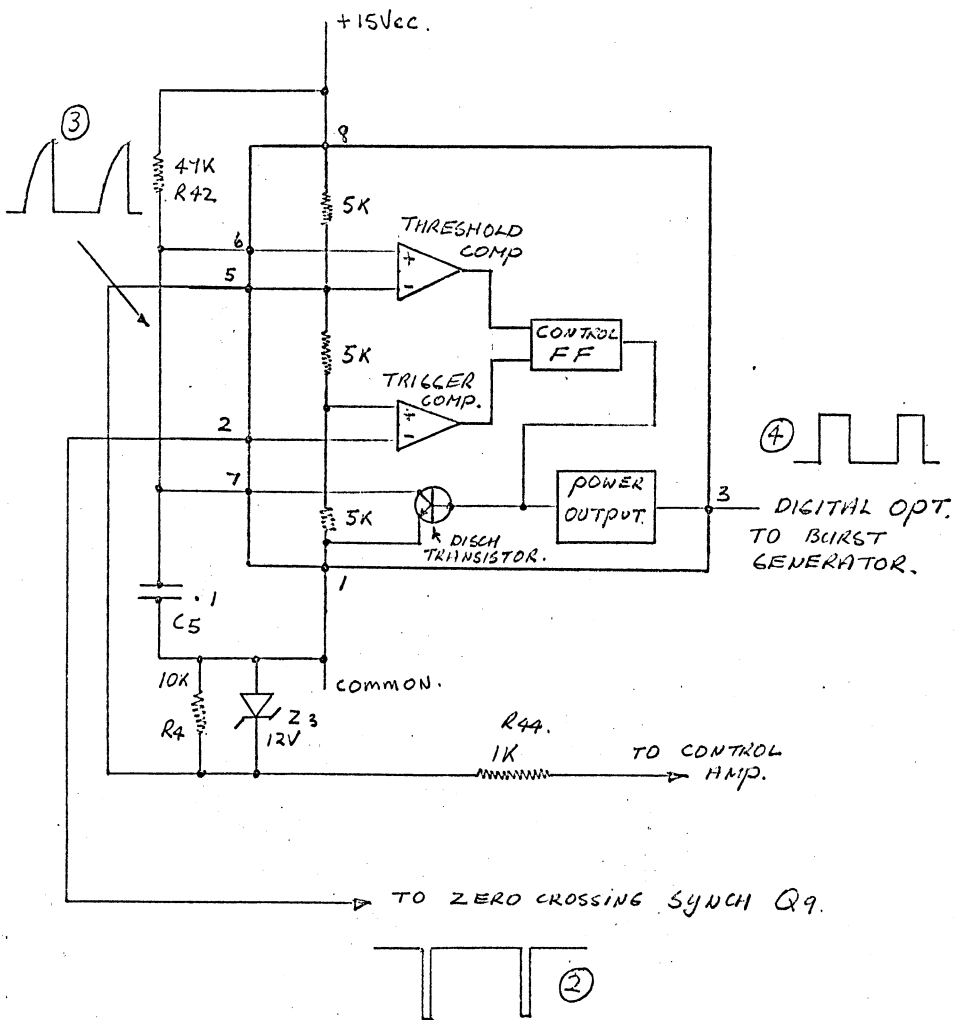 +15Vcc.
③
47K
R42
8
5K
THRESHOLD
COMP
6
5
CONTROL
FF
5K
TRIGGER
COMP.
2
④
7
POWER
OUTPUT.
3
DIGITAL OPT.
TO BURST
GENERATOR.
5K
DISCH
TRANSISTOR.
1
.1
C5
COMMON.
10K
R4
Z3
12V
R44.
1K
TO CONTROL
AMP.
TO ZERO CROSSING SYNCH Q9.
②